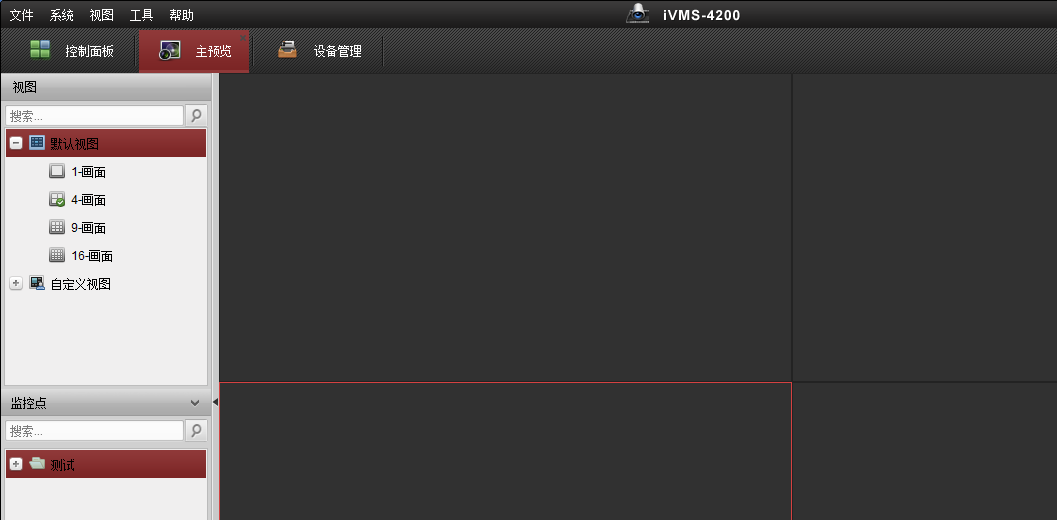 文件 系统 视图 工具 帮助 iVMS-4200
控制面板 主预览 设备管理
视图
搜索...
默认视图
1-画面
4-画面
9-画面
16-画面
自定义视图
监控点
搜索...
测试